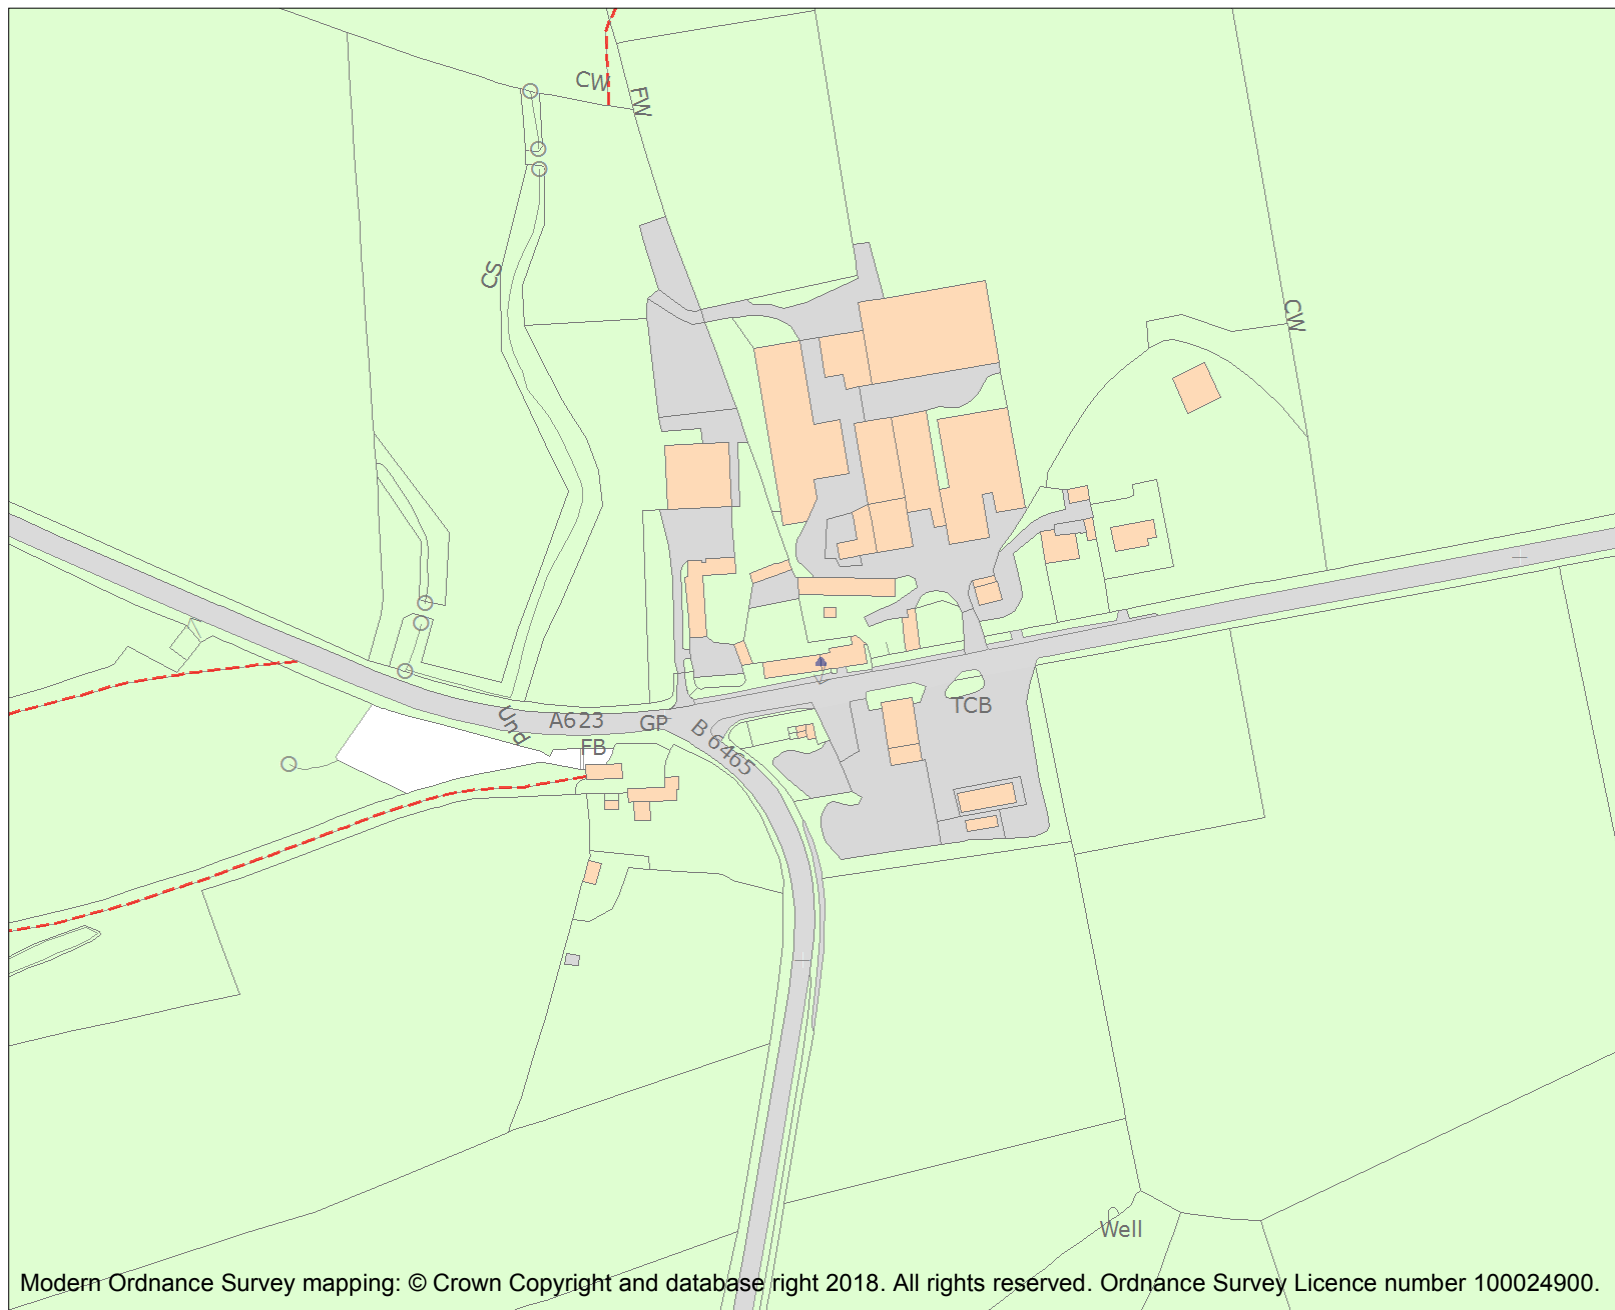 CW
FW
CS
CW
Und
A623
GP
B 6465
TCB
FB
Well
Modern Ordnance Survey mapping: © Crown Copyright and database right 2018. All rights reserved. Ordnance Survey Licence number 100024900.